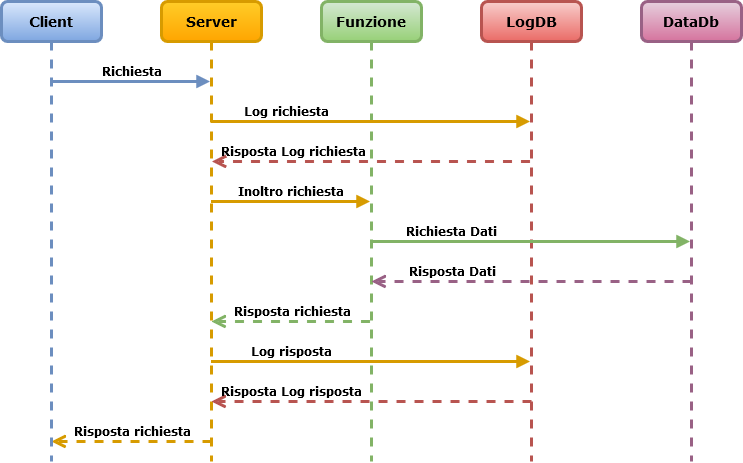 Client
Server
Funzione
LogDB
DataDb
Richiesta
Log richiesta
Risposta Log richiesta
Inoltro richiesta
Richiesta Dati
Risposta Dati
Risposta richiesta
Log risposta
Risposta Log risposta
Risposta richiesta